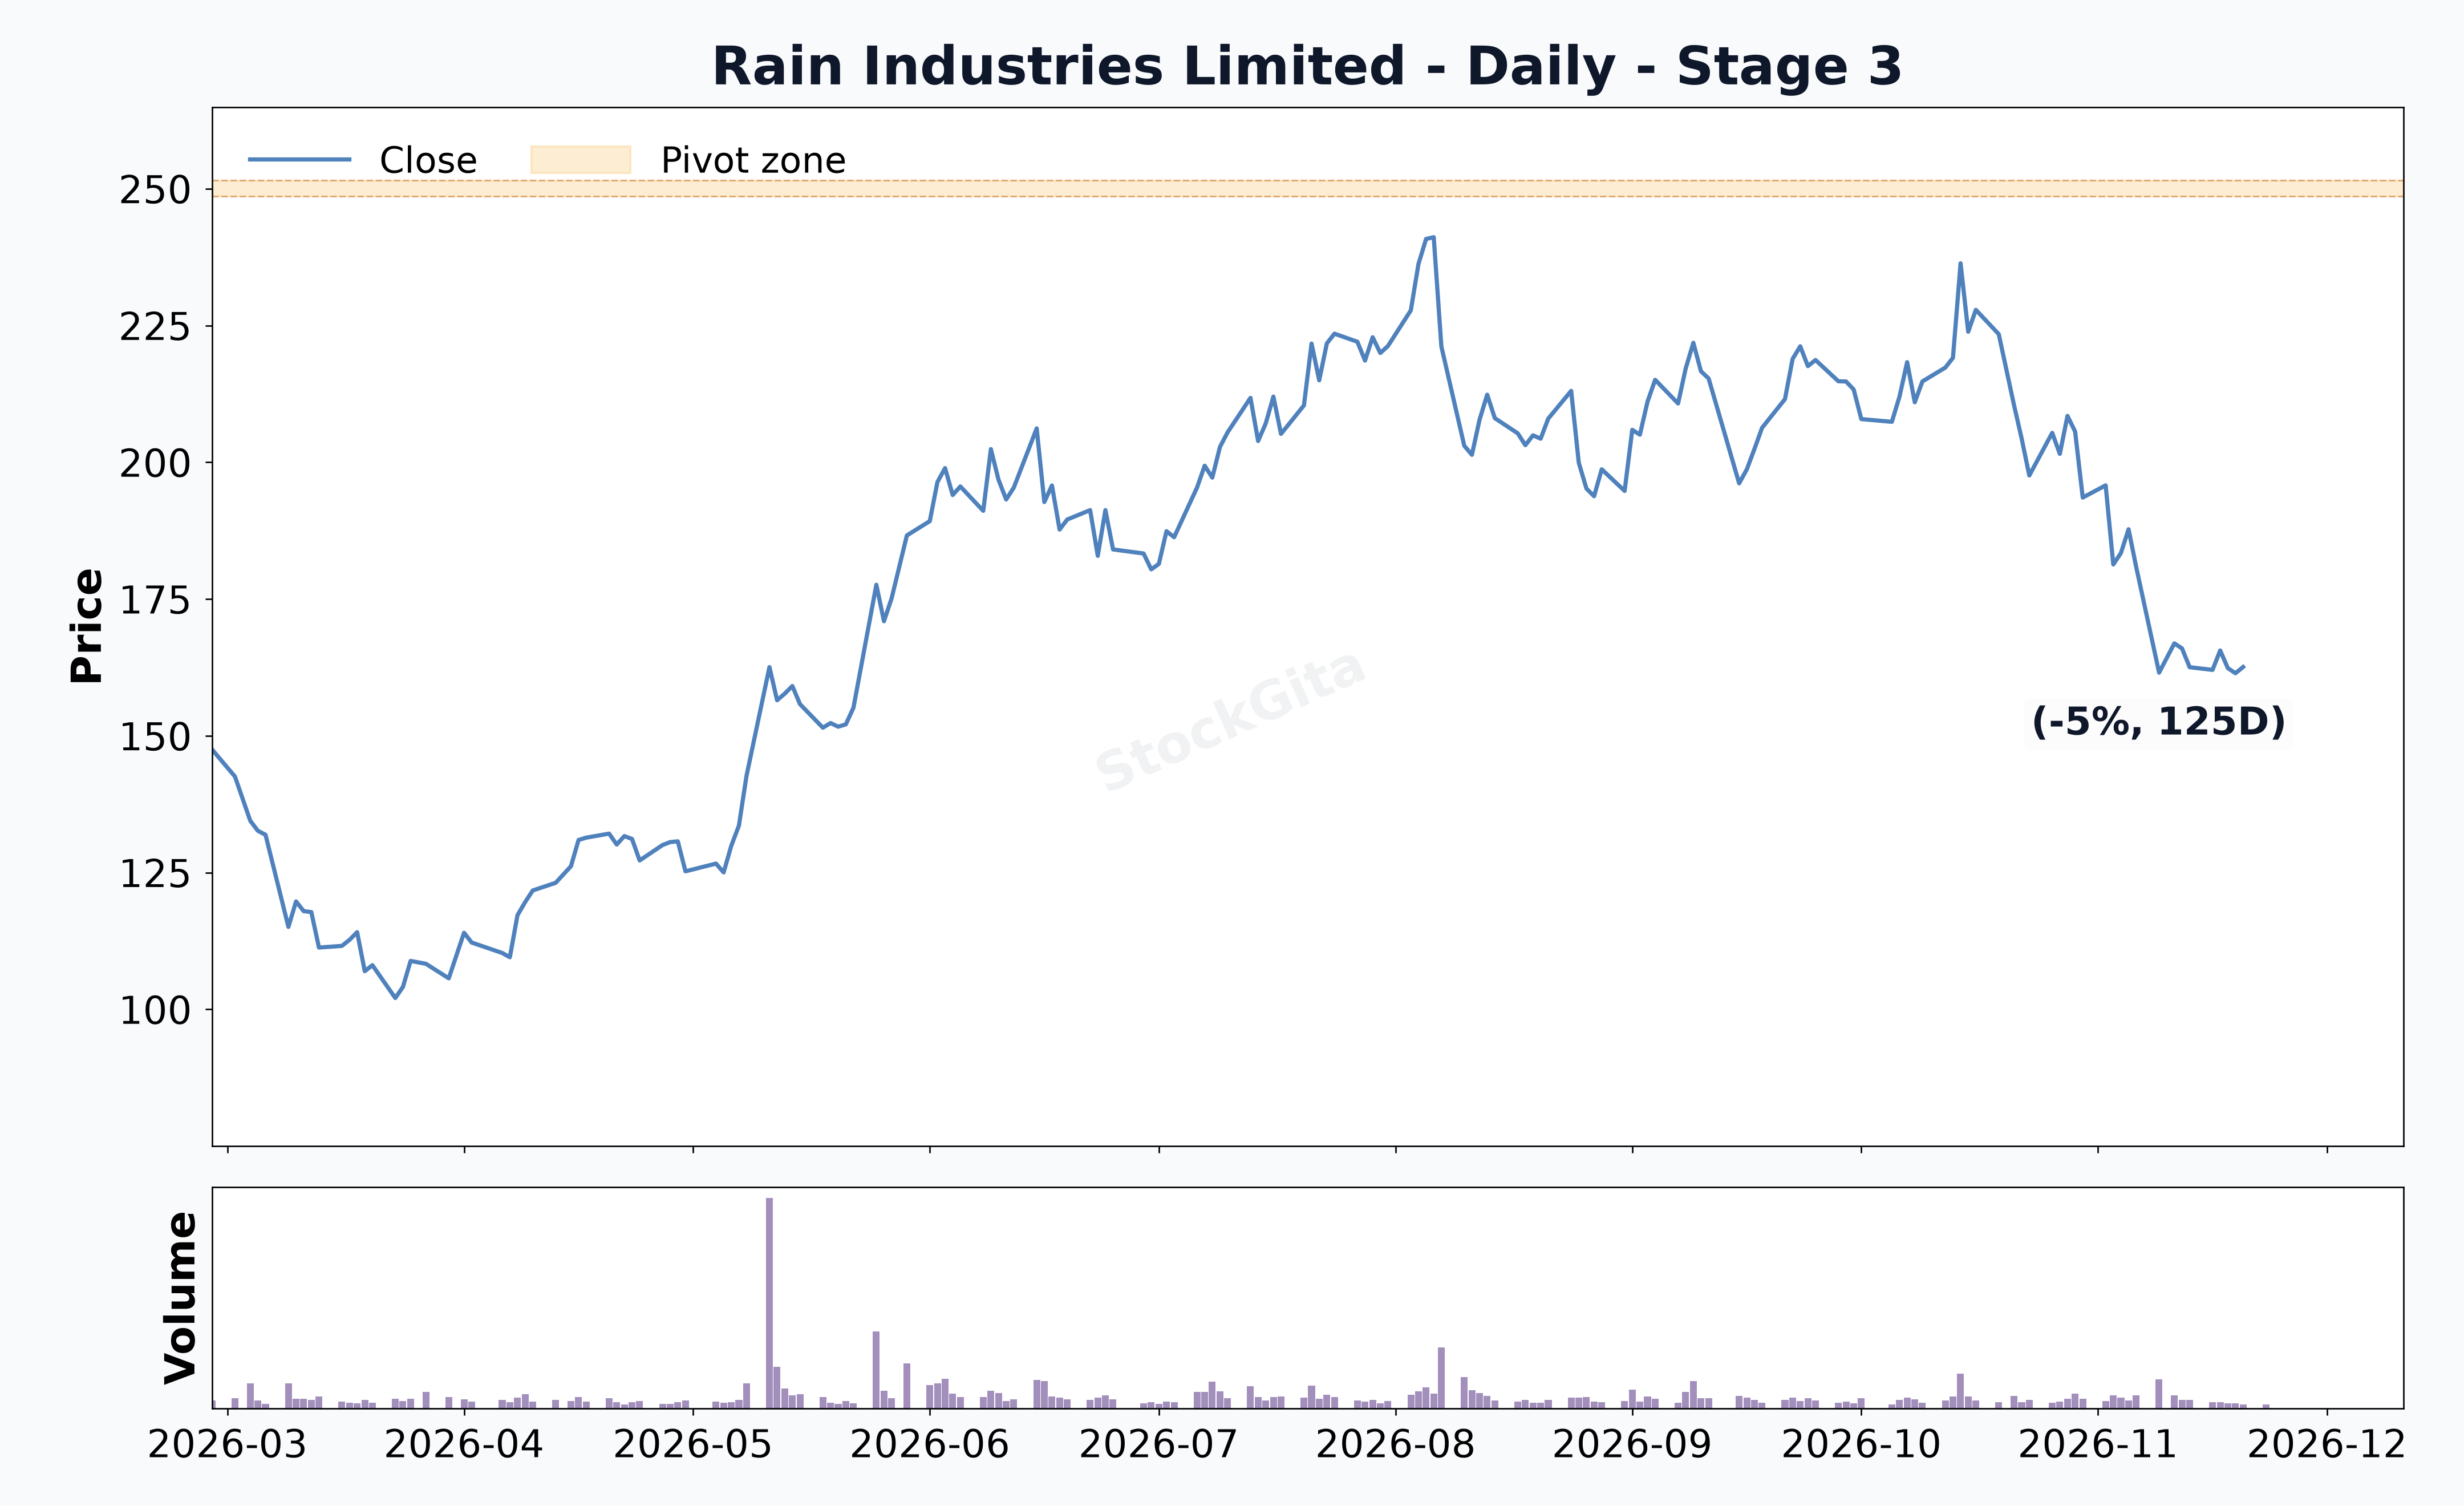 Rain Industries Limited - Daily - Stage 3
Close
Pivot zone
250
225
200
175
150
125
100
Price
StockGita
(-5%, 125D)
Volume
2026-03
2026-04
2026-05
2026-06
2026-07
2026-08
2026-09
2026-10
2026-11
2026-12